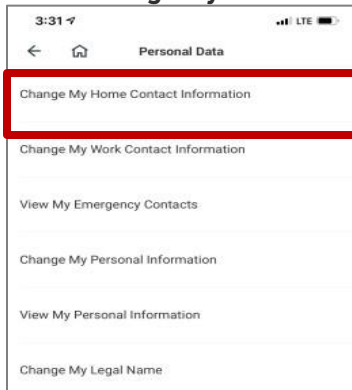 3:31 LTE
Personal Data
Change My Home Contact Information
Change My Work Contact Information
View My Emergency Contacts
Change My Personal Information
View My Personal Information
Change My Legal Name